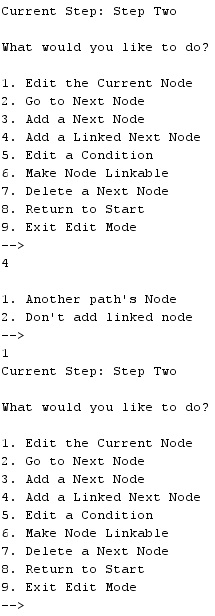 Current Step: Step Two
What would you like to do?
1. Edit the Current Node
2. Go to Next Node
3. Add a Next Node
4. Add a Linked Next Node
5. Edit a Condition
6. Make Node Linkable
7. Delete a Next Node
8. Return to Start
9. Exit Edit Mode
-->
4
1. Another path's Node
2. Don't add linked node
-->
1
Current Step: Step Two
What would you like to do?
1. Edit the Current Node
2. Go to Next Node
3. Add a Next Node
4. Add a Linked Next Node
5. Edit a Condition
6. Make Node Linkable
7. Delete a Next Node
8. Return to Start
9. Exit Edit Mode
-->